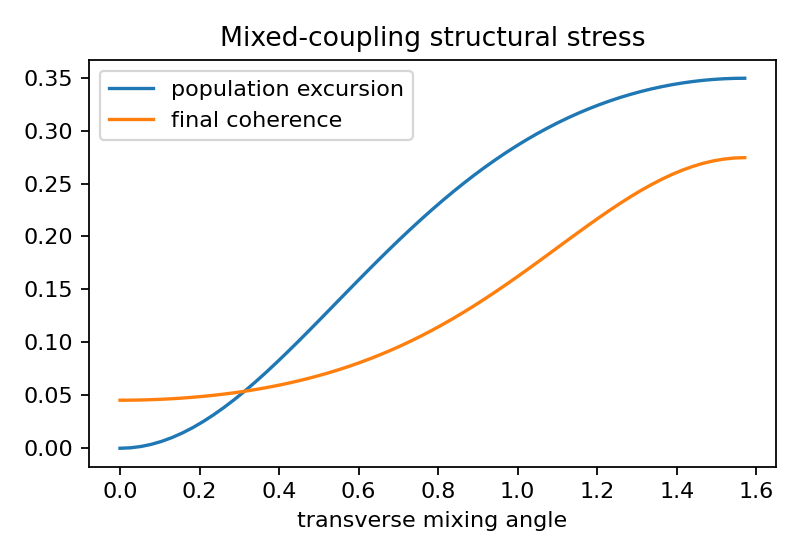 Mixed-coupling structural stress
population excursion
final coherence
0.35
0.30
0.25
0.20
0.15
0.10
0.05
0.00
0.0 0.2 0.4 0.6 0.8 1.0 1.2 1.4 1.6
transverse mixing angle